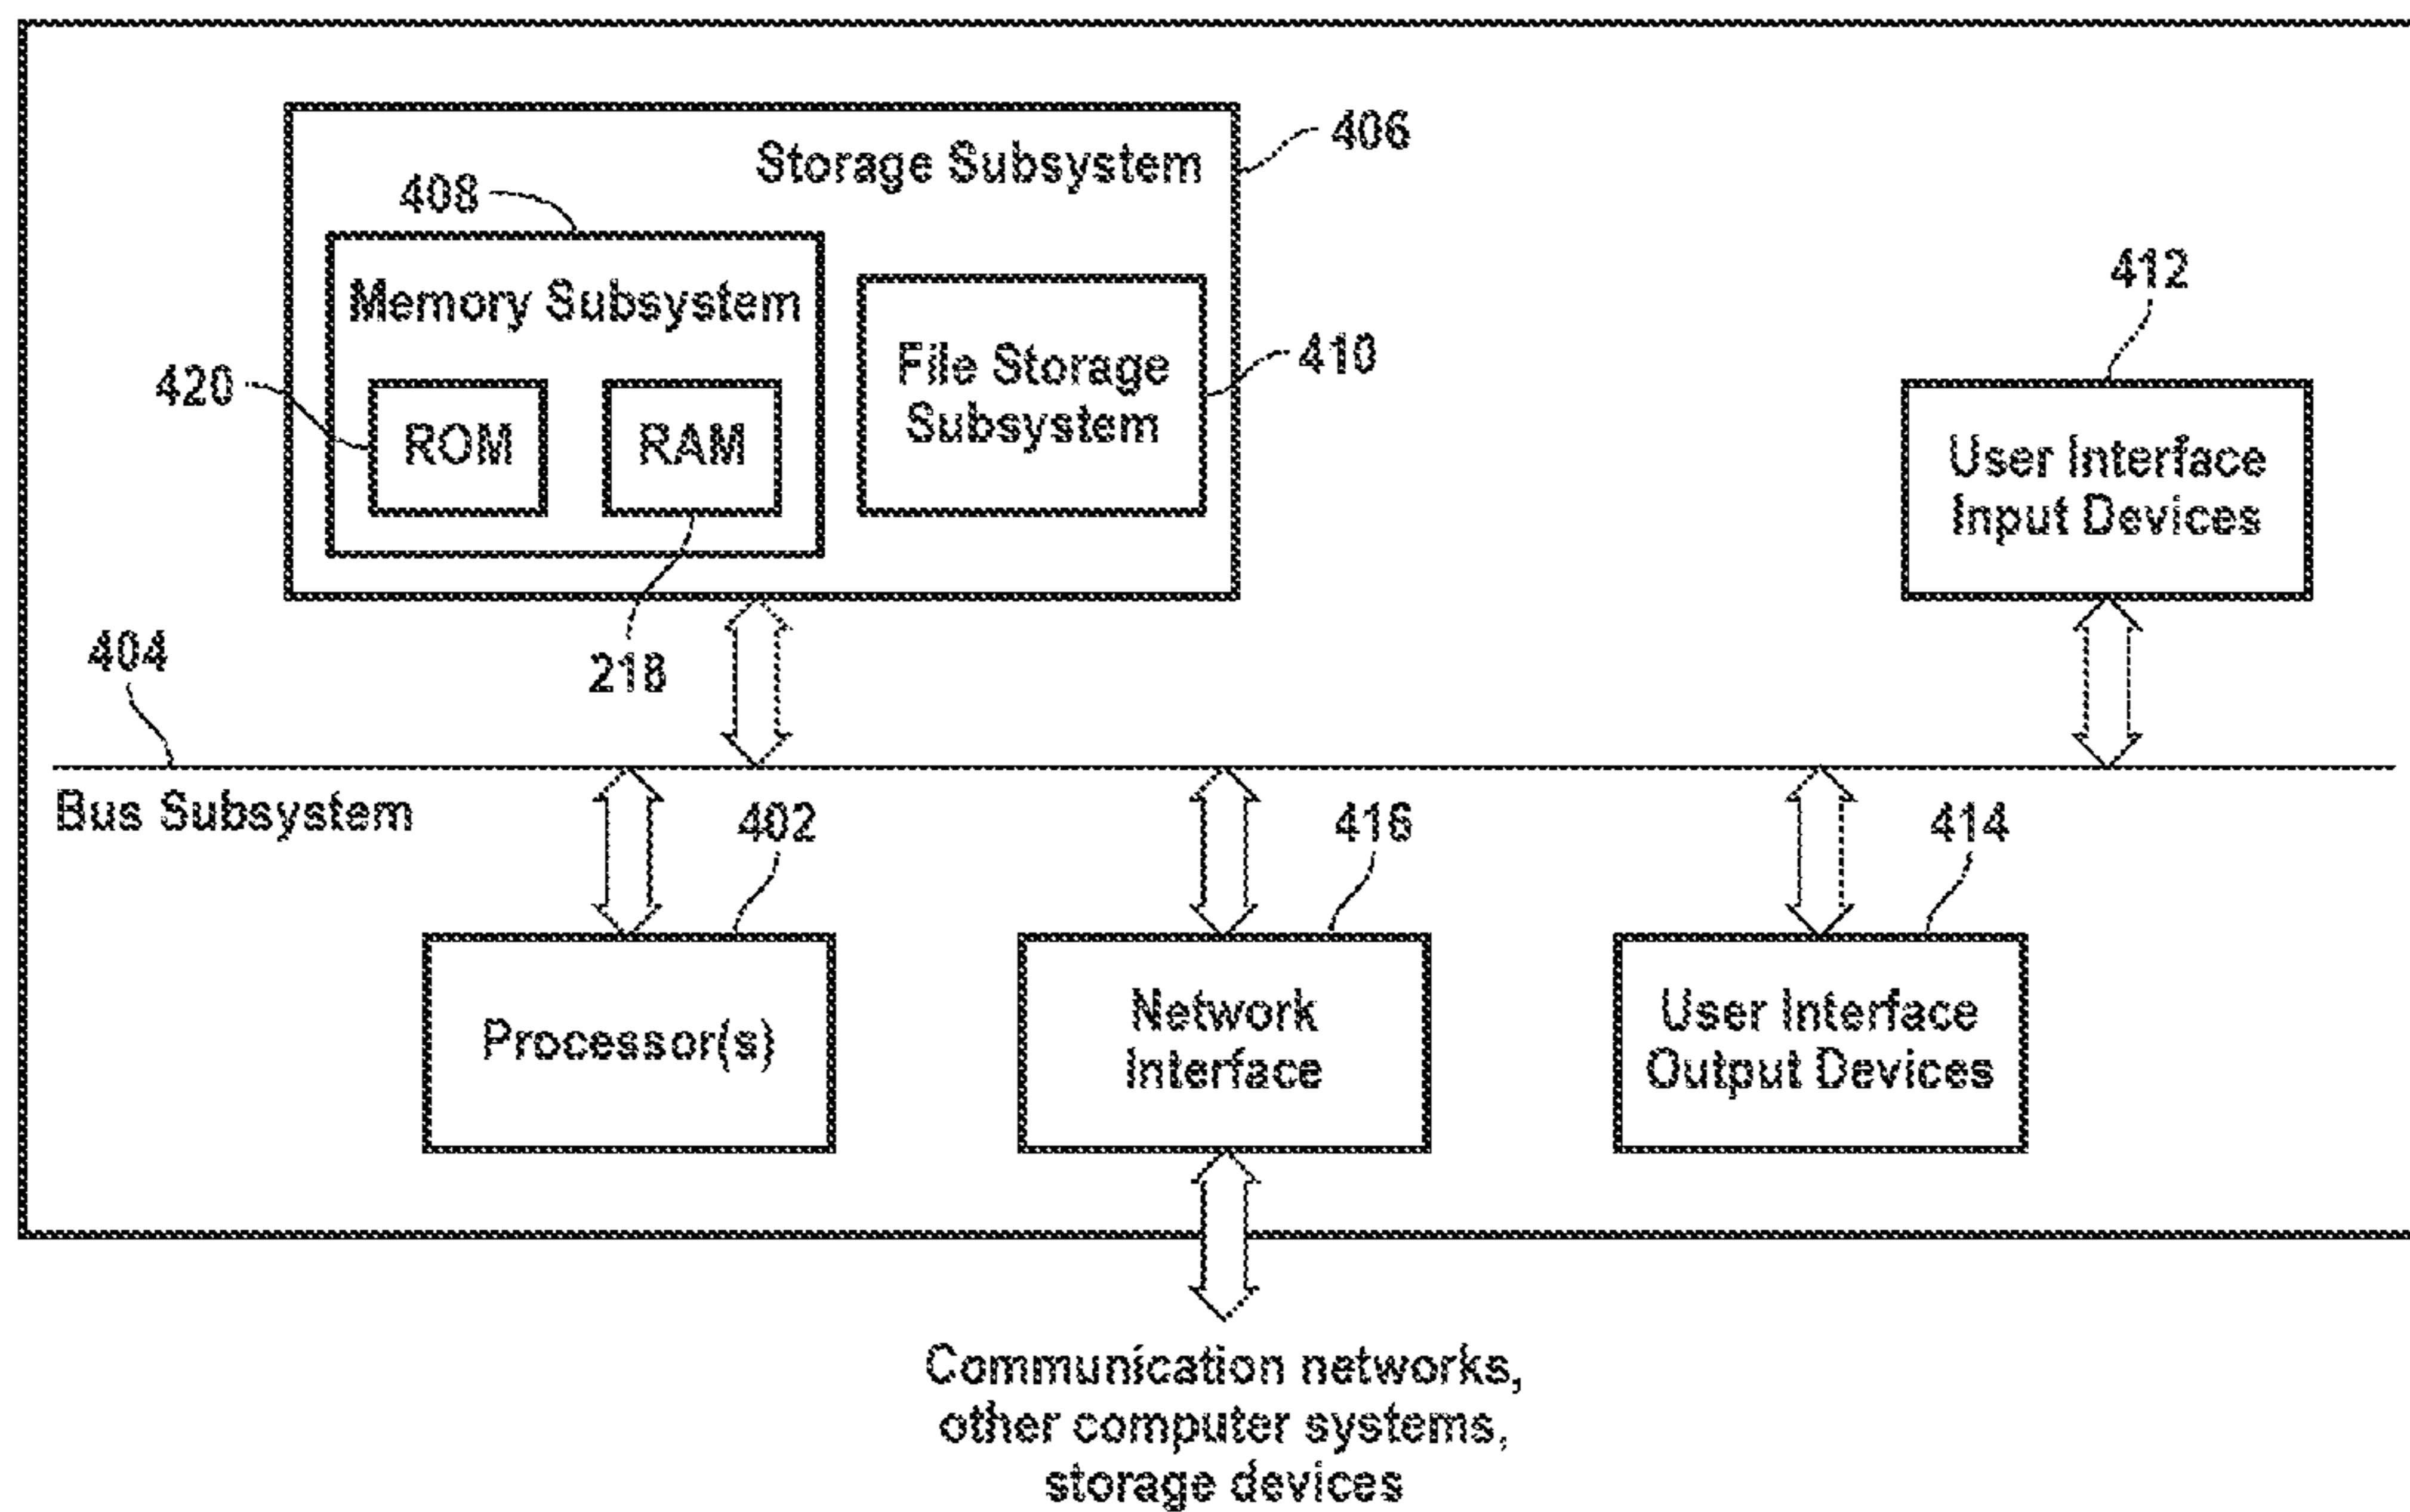 406
Storage Subsystem
408
Memory Subsystem
412
File Storage
Subsystem
410
420
ROM
RAM
User Interface
Input Devices
404
218
Bus Subsystem
402
416
414
Processor(s)
Network
Interface
User Interface
Output Devices
Communication networks,
other computer systems,
storage devices